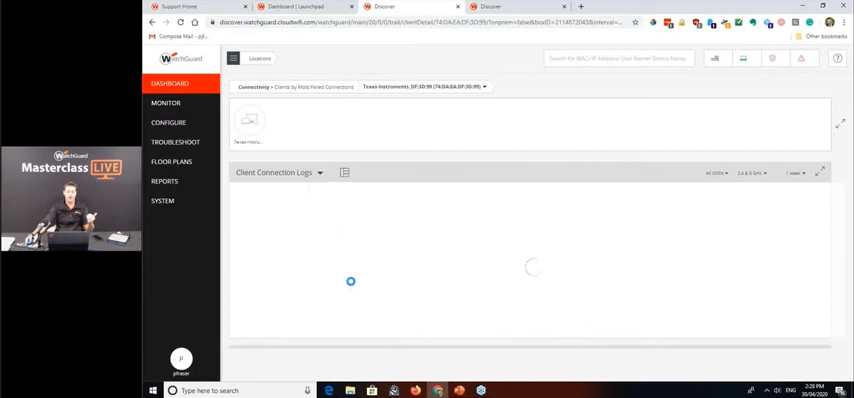 Support Home
Dashboard | Launchpad
Discover
Discover
discover.watchguard.cloudwifi.com/watchguard/main/20/0/0/trail/clientDetail/74:DA:EA:DF:3D:99/?onprem=false&boxID=2114872043&interval=...
Compose Mail - pjf...
Other bookmarks
WatchGuard
Locations
Search for MAC/ IP Address/ User Name/ Device Name
DASHBOARD
MONITOR
CONFIGURE
TROUBLESHOOT
FLOOR PLANS
REPORTS
SYSTEM
Connectivity > Clients by Most Failed Connections
Texas-Instruments_DF:3D:99 (74:DA:EA:DF:3D:99)
Texas-Instru...
Client Connection Logs
All SSIDs
2.4 & 5 GHz
1 week
WatchGuard
Masterclass LIVE
P
pfraser
Type here to search
ENG
2:28 PM
30/04/2020